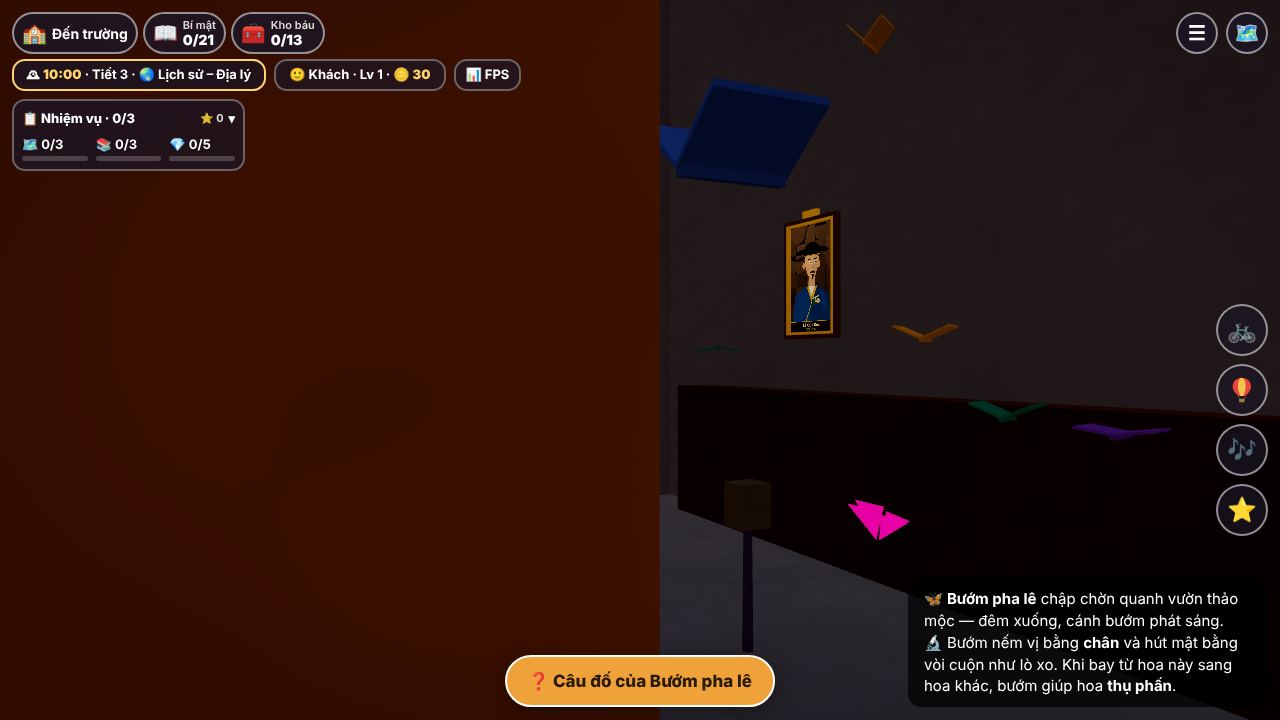 Đến trường
Bí mật
0/21
Kho báu
0/13
10:00 · Tiết 3 · Lịch sử – Địa lý
Khách · Lv 1 · 30
FPS
Nhiệm vụ · 0/3
0
0/3
0/3
0/5
Bướm pha lê chập chờn quanh vườn thảo
mộc — đêm xuống, cánh bướm phát sáng.
Bướm nếm vị bằng chân và hút mật bằng
vòi cuộn như lò xo. Khi bay từ hoa này sang
hoa khác, bướm giúp hoa thụ phấn.
Câu đố của Bướm pha lê